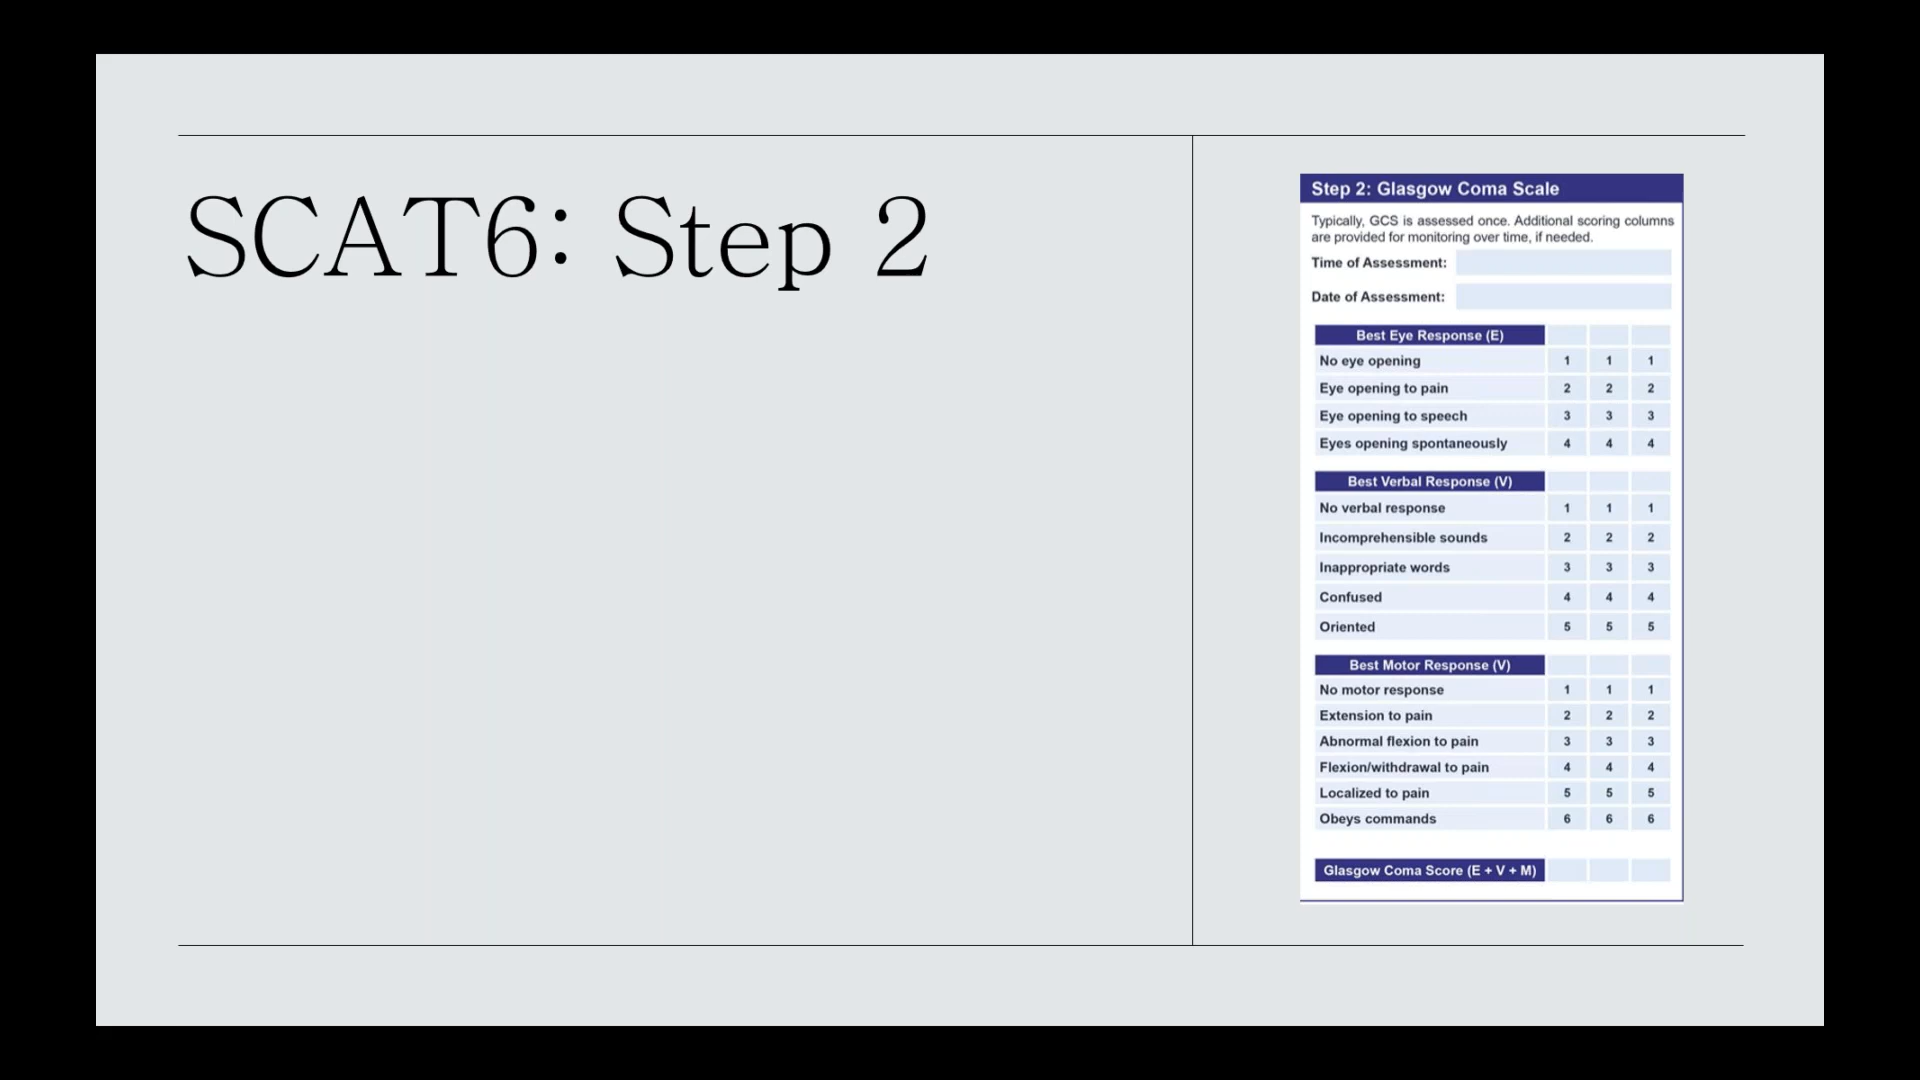 SCAT6: Step 2
Step 2: Glasgow Coma Scale
Typically, GCS is assessed once. Additional scoring columns
are provided for monitoring over time, if needed.
Time of Assessment:
Date of Assessment:
Best Eye Response (E)
No eye opening 1 1 1
Eye opening to pain 2 2 2
Eye opening to speech 3 3 3
Eyes opening spontaneously 4 4 4
Best Verbal Response (V)
No verbal response 1 1 1
Incomprehensible sounds 2 2 2
Inappropriate words 3 3 3
Confused 4 4 4
Oriented 5 5 5
Best Motor Response (V)
No motor response 1 1 1
Extension to pain 2 2 2
Abnormal flexion to pain 3 3 3
Flexion/withdrawal to pain 4 4 4
Localized to pain 5 5 5
Obeys commands 6 6 6
Glasgow Coma Score (E + V + M)